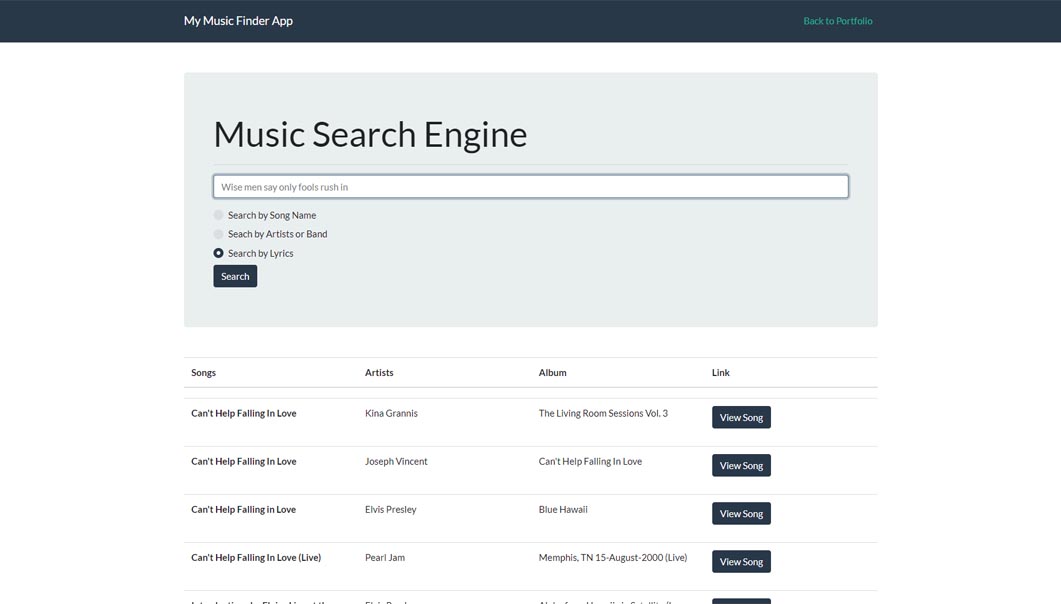 My Music Finder App Back to Portfolio
Music Search Engine
Wise men say only fools rush in
Search by Song Name
Seach by Artists or Band
Search by Lyrics
Search
Songs Artists Album Link
Can't Help Falling In Love Kina Grannis The Living Room Sessions Vol. 3 View Song
Can't Help Falling In Love Joseph Vincent Can't Help Falling In Love View Song
Can't Help Falling in Love Elvis Presley Blue Hawaii View Song
Can't Help Falling In Love (Live) Pearl Jam Memphis, TN 15-August-2000 (Live) View Song